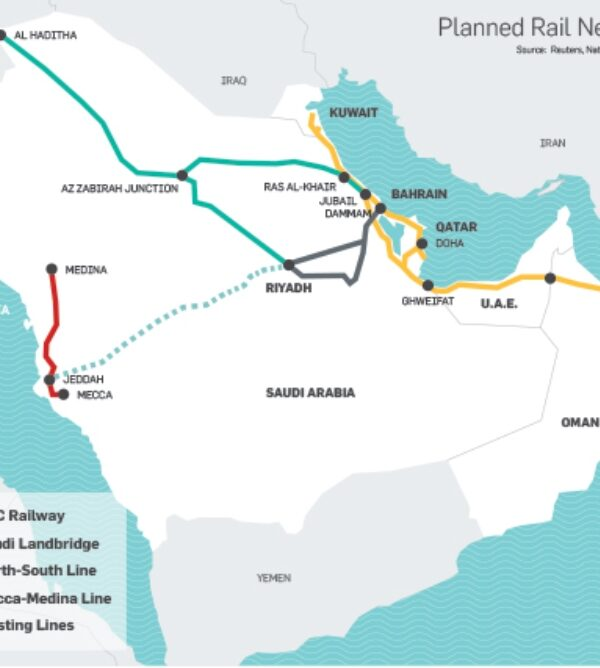 Planned Rail Ne
Source: Reuters, Nat
AL HADITHA
IRAQ
KUWAIT
IRAN
AZ ZABIRAH JUNCTION
RAS AL-KHAIR
JUBAIL
DAMMAM
BAHRAIN
QATAR
DOHA
MEDINA
RIYADH
GHWEIFAT
U.A.E.
A
JEDDAH
MECCA
SAUDI ARABIA
OMAN
C Railway
di Landbridge
rth-South Line
cca-Medina Line
sting Lines
YEMEN